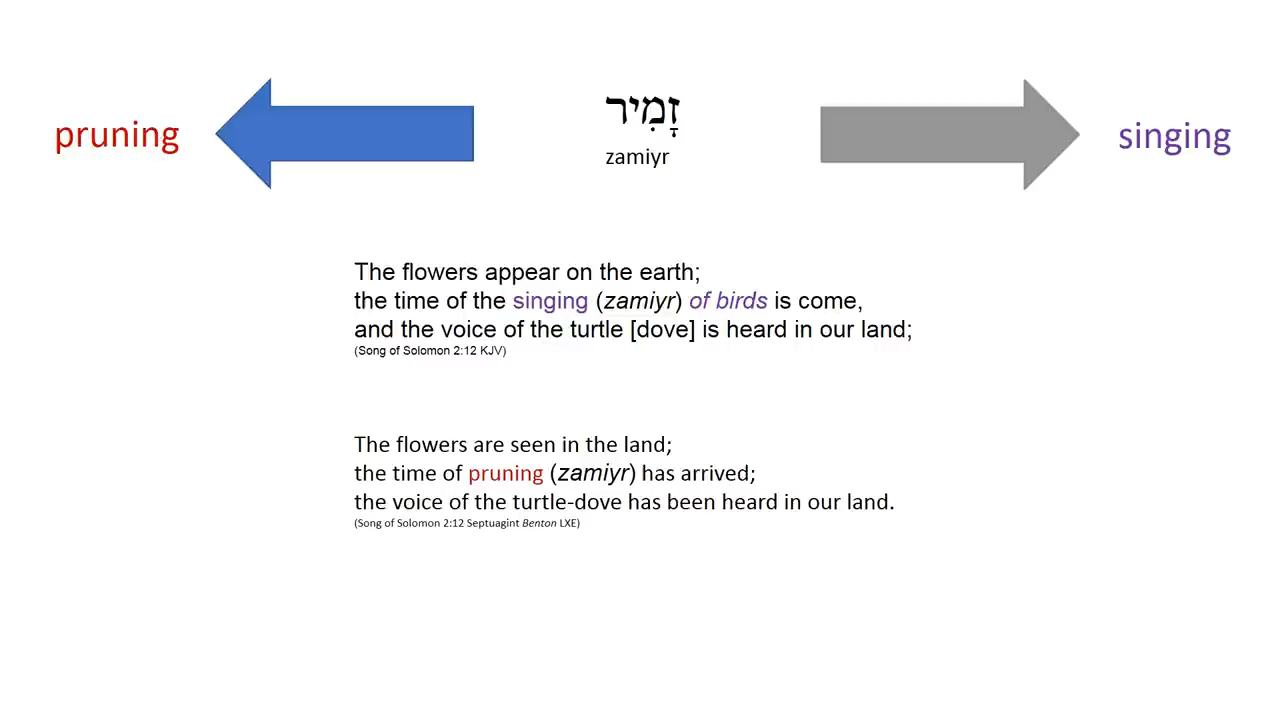 pruning
זָמִיר
zamiyr
singing
The flowers appear on the earth;
the time of the singing (zamiyr) of birds is come,
and the voice of the turtle [dove] is heard in our land;
(Song of Solomon 2:12 KJV)
The flowers are seen in the land;
the time of pruning (zamiyr) has arrived;
the voice of the turtle-dove has been heard in our land.
(Song of Solomon 2:12 Septuagint Benton LXE)